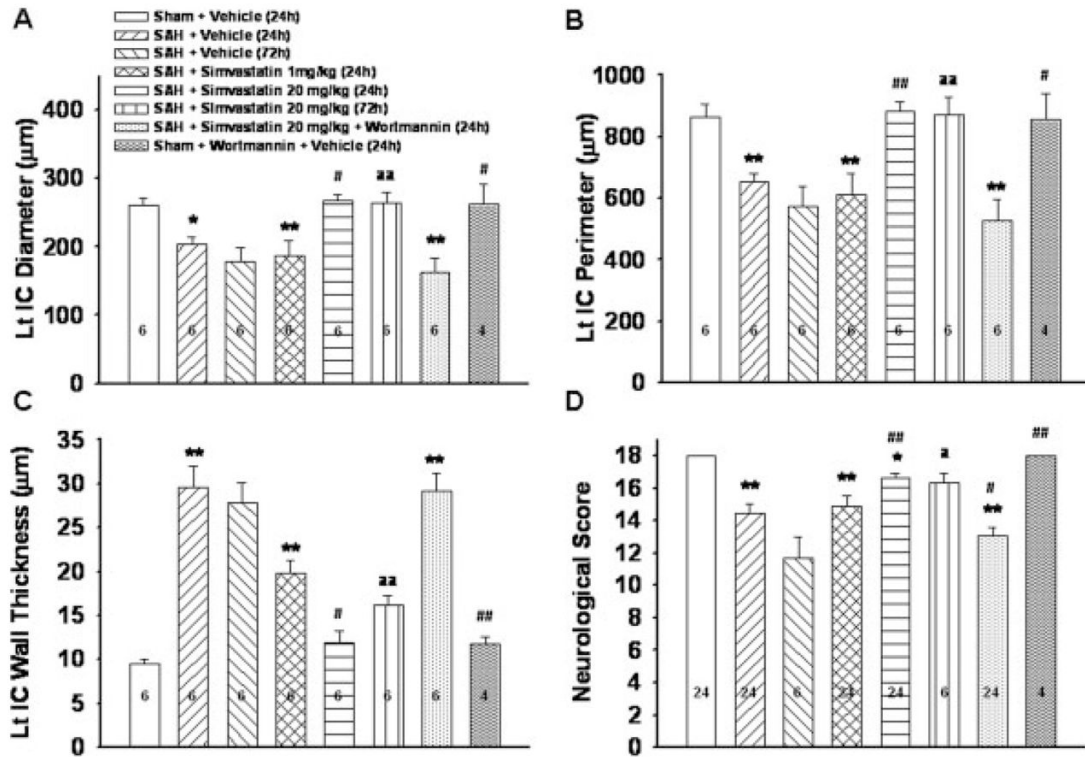 A
Sham + Vehicle (24h)
SAH + Vehicle (24h)
SAH + Vehicle (72h)
SAH + Simvastatin 1mg/kg (24h)
SAH + Simvastatin 20 mg/kg (24h)
SAH + Simvastatin 20 mg/kg (72h)
SAH + Simvastatin 20 mg/kg + Wortmannin (24h)
Sham + Wortmannin + Vehicle (24h)
Lt IC Diameter (µm)
400
300
200
100
0
* ** # aa ** #
6 6 6 6 6 6 6 4
B
Lt IC Perimeter (µm)
1000
800
600
400
200
0
** ** ## aa ** #
6 6 6 6 6 6 6 4
C
Lt IC Wall Thickness (µm)
35
30
25
20
15
10
5
0
** ** # aa ** ##
6 6 6 6 6 6 6 4
D
Neurological Score
18
16
14
12
10
8
6
4
2
0
## # ##
** ** * a **
24 24 6 24 24 6 24 4